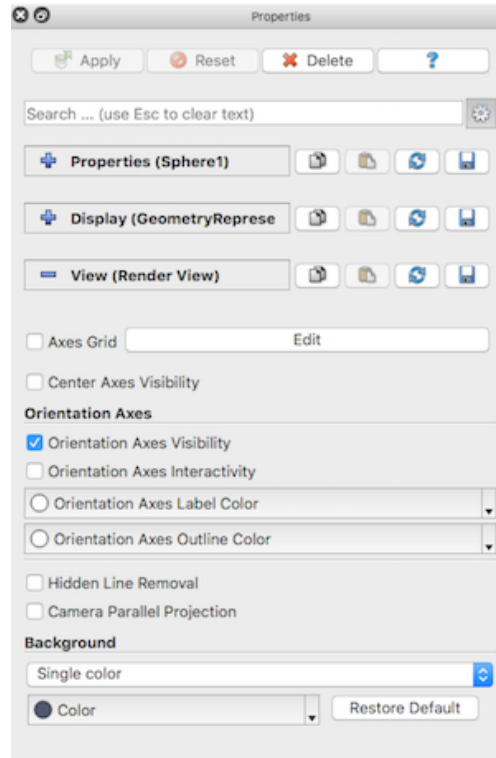 Properties
Apply Reset Delete ?
Search ... (use Esc to clear text)
Properties (Sphere1)
Display (GeometryReprese
View (Render View)
Axes Grid Edit
Center Axes Visibility
Orientation Axes
Orientation Axes Visibility
Orientation Axes Interactivity
Orientation Axes Label Color
Orientation Axes Outline Color
Hidden Line Removal
Camera Parallel Projection
Background
Single color
Color Restore Default